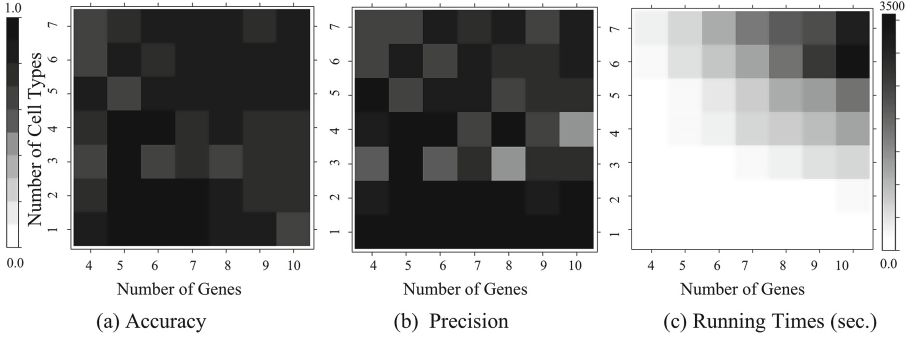 1.0
0.0
Number of Cell Types
7
6
5
4
3
2
1
4 5 6 7 8 9 10
Number of Genes
(a) Accuracy
7
6
5
4
3
2
1
4 5 6 7 8 9 10
Number of Genes
(b) Precision
7
6
5
4
3
2
1
4 5 6 7 8 9 10
Number of Genes
(c) Running Times (sec.)
3500
0.0